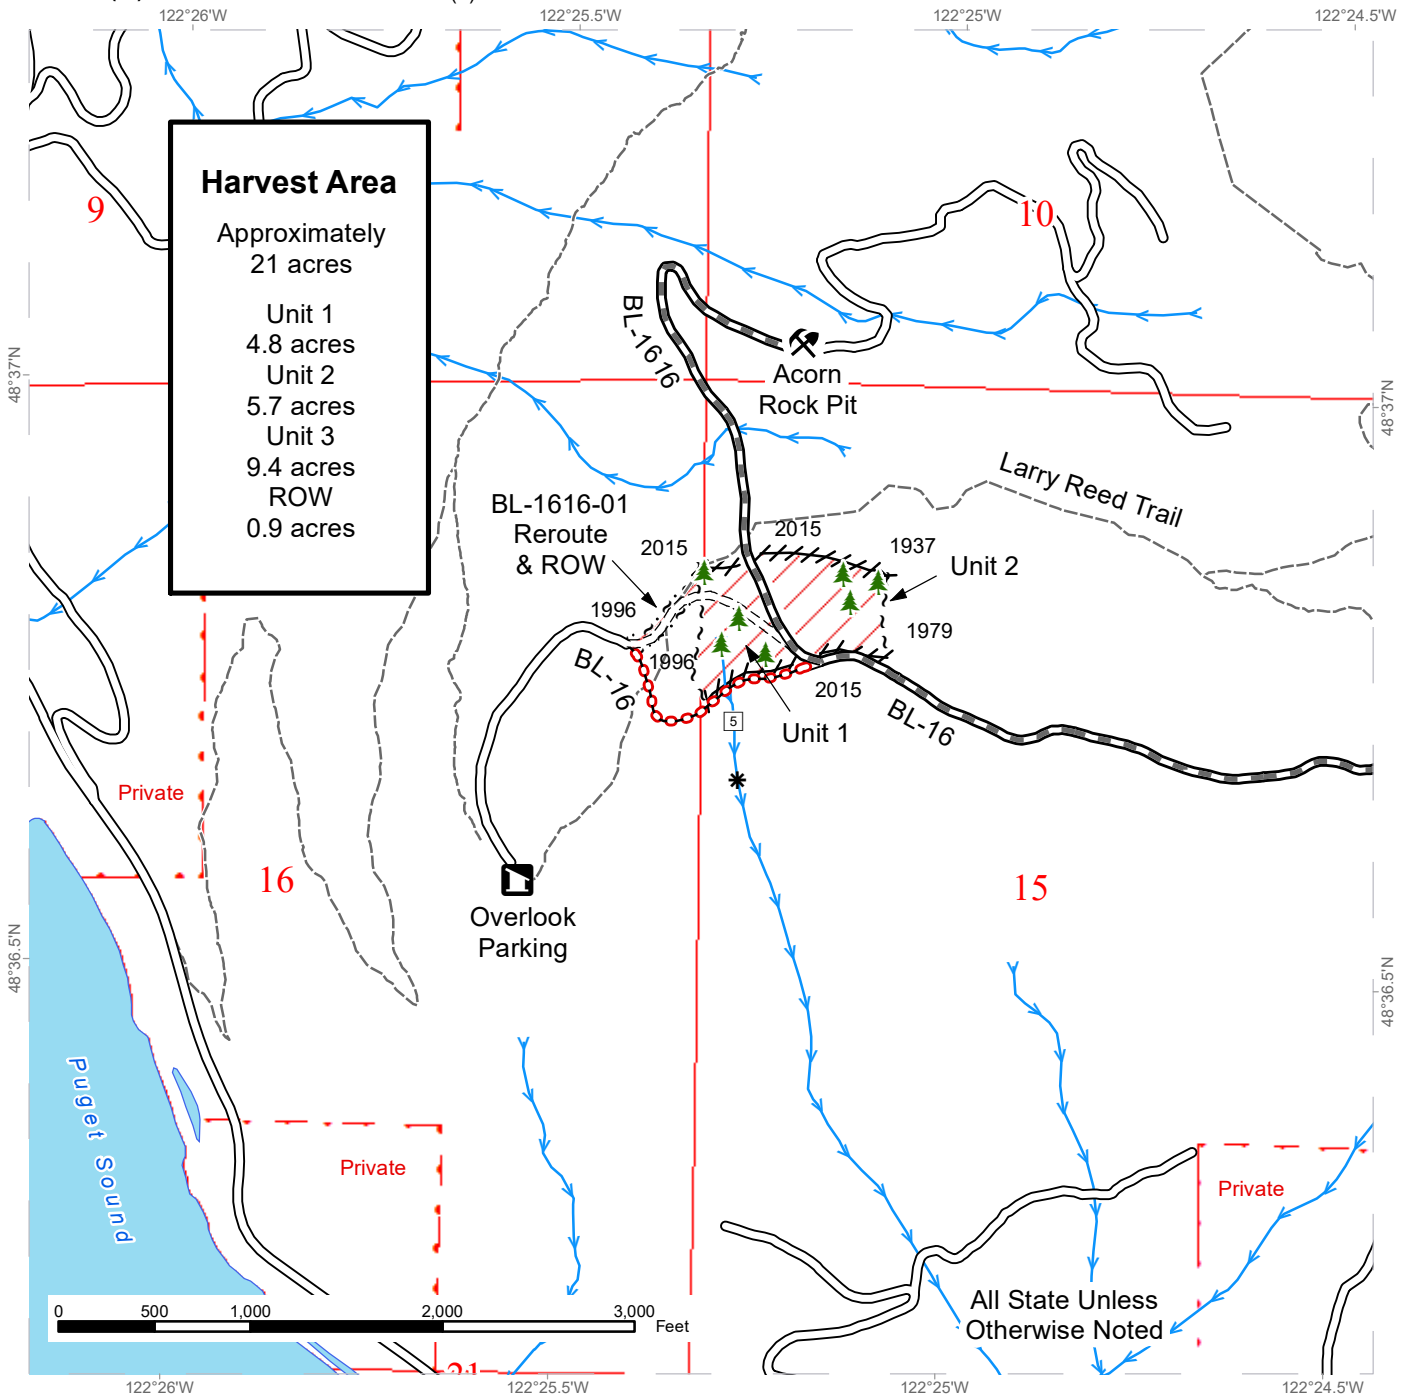 122°26'W
122°25.5'W
122°25'W
122°24.5'W
Harvest Area
Approximately
21 acres
Unit 1
4.8 acres
Unit 2
5.7 acres
Unit 3
9.4 acres
ROW
0.9 acres
9
10
BL-1616
Acorn
Rock Pit
48°37'N
48°37'N
Larry Reed Trail
BL-1616-01
Reroute
& ROW
2015
2015
1937
Unit 2
1996
1979
1996
BL-16
2015
BL-16
Unit 1
5
Private
16
15
Overlook
Parking
48°36.5'N
48°36.5'N
Puget Sound
Private
Private
All State Unless
Otherwise Noted
0
500
1,000
2,000
3,000
Feet
21
122°26'W
122°25.5'W
122°25'W
122°24.5'W